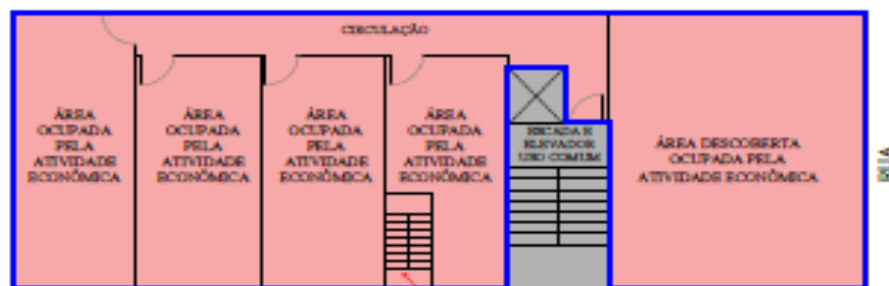 CIRCULAÇÃO
ÁREA
OCUPADA
PELA
ATIVIDADE
ECONÔMICA
ÁREA
OCUPADA
PELA
ATIVIDADE
ECONÔMICA
ÁREA
OCUPADA
PELA
ATIVIDADE
ECONÔMICA
ÁREA
OCUPADA
PELA
ATIVIDADE
ECONÔMICA
ESCADA E
ELEVADOR
USO COMUM
ÁREA DESCOBERTA
OCUPADA PELA
ATIVIDADE ECONÔMICA